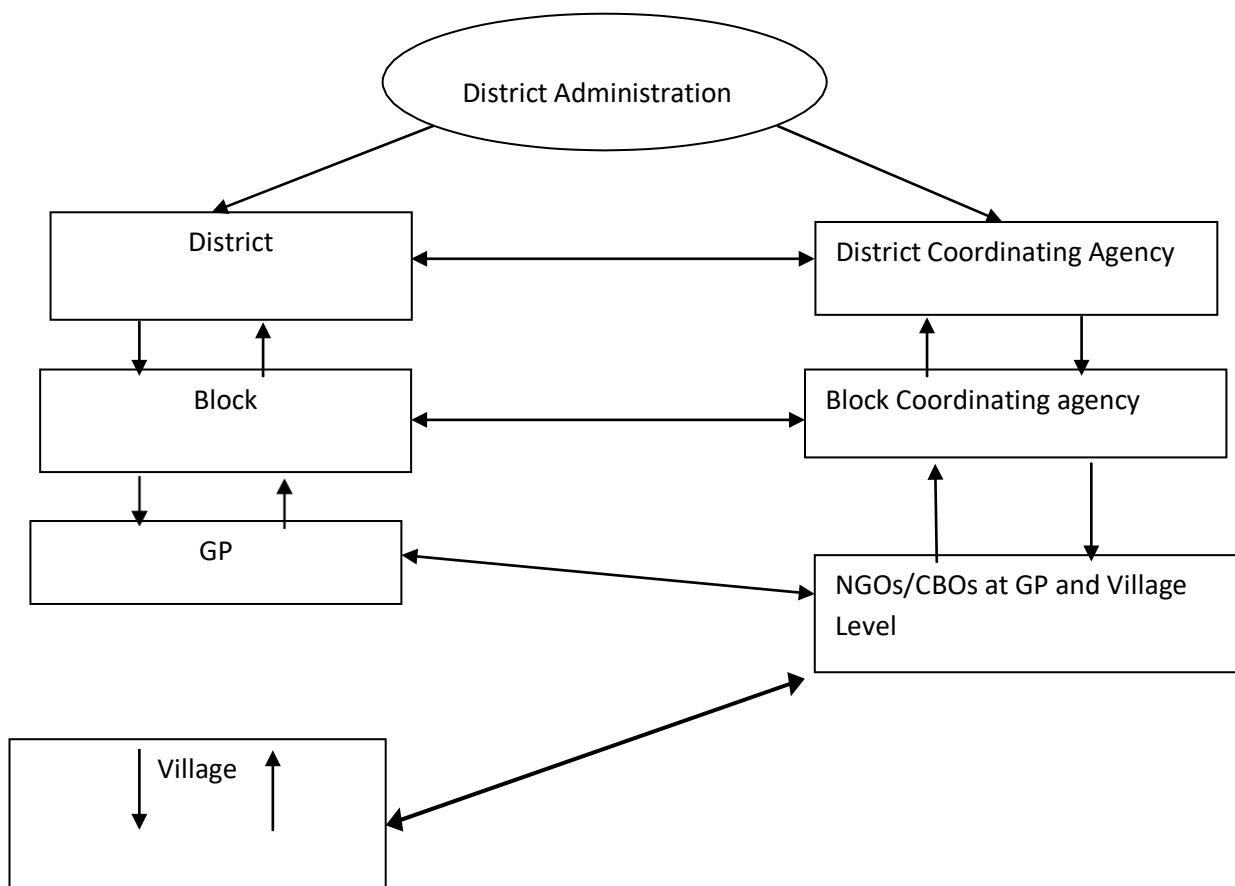 District Administration
District
District Coordinating Agency
Block
Block Coordinating agency
GP
NGOs/CBOs at GP and Village
Level
Village